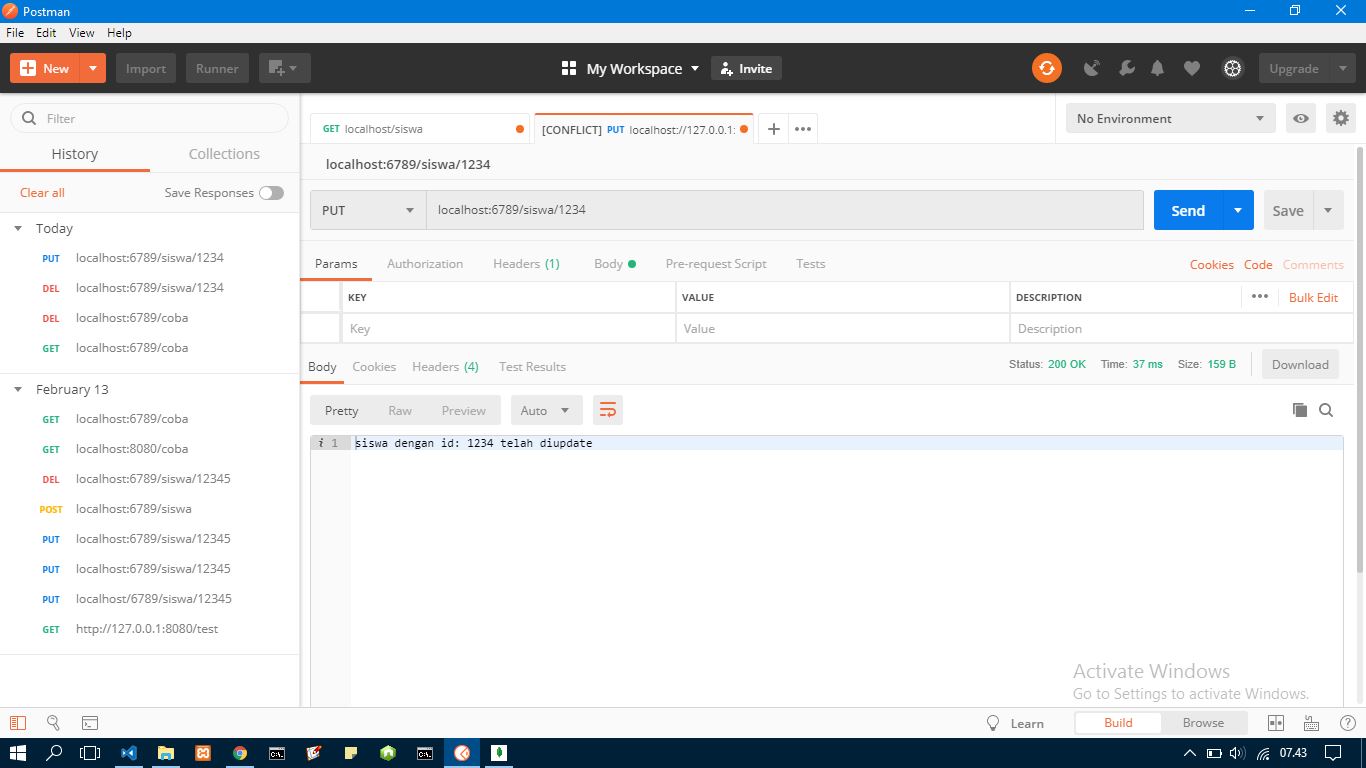 Postman
File Edit View Help
New Import Runner My Workspace Invite Upgrade
Filter
History Collections
Clear all Save Responses
Today
PUT localhost:6789/siswa/1234
DEL localhost:6789/siswa/1234
DEL localhost:6789/coba
GET localhost:6789/coba
February 13
GET localhost:6789/coba
GET localhost:8080/coba
DEL localhost:6789/siswa/12345
POST localhost:6789/siswa
PUT localhost:6789/siswa/12345
PUT localhost:6789/siswa/12345
PUT localhost/6789/siswa/12345
GET http://127.0.0.1:8080/test
GET localhost/siswa [CONFLICT] PUT localhost://127.0.0.1: No Environment
localhost:6789/siswa/1234
PUT localhost:6789/siswa/1234 Send Save
Params Authorization Headers (1) Body Pre-request Script Tests Cookies Code Comments
KEY VALUE DESCRIPTION Bulk Edit
Key Value Description
Body Cookies Headers (4) Test Results Status: 200 OK Time: 37 ms Size: 159 B Download
Pretty Raw Preview Auto
i 1 siswa dengan id: 1234 telah diupdate
Activate Windows
Go to Settings to activate Windows.
Learn Build Browse
07.43